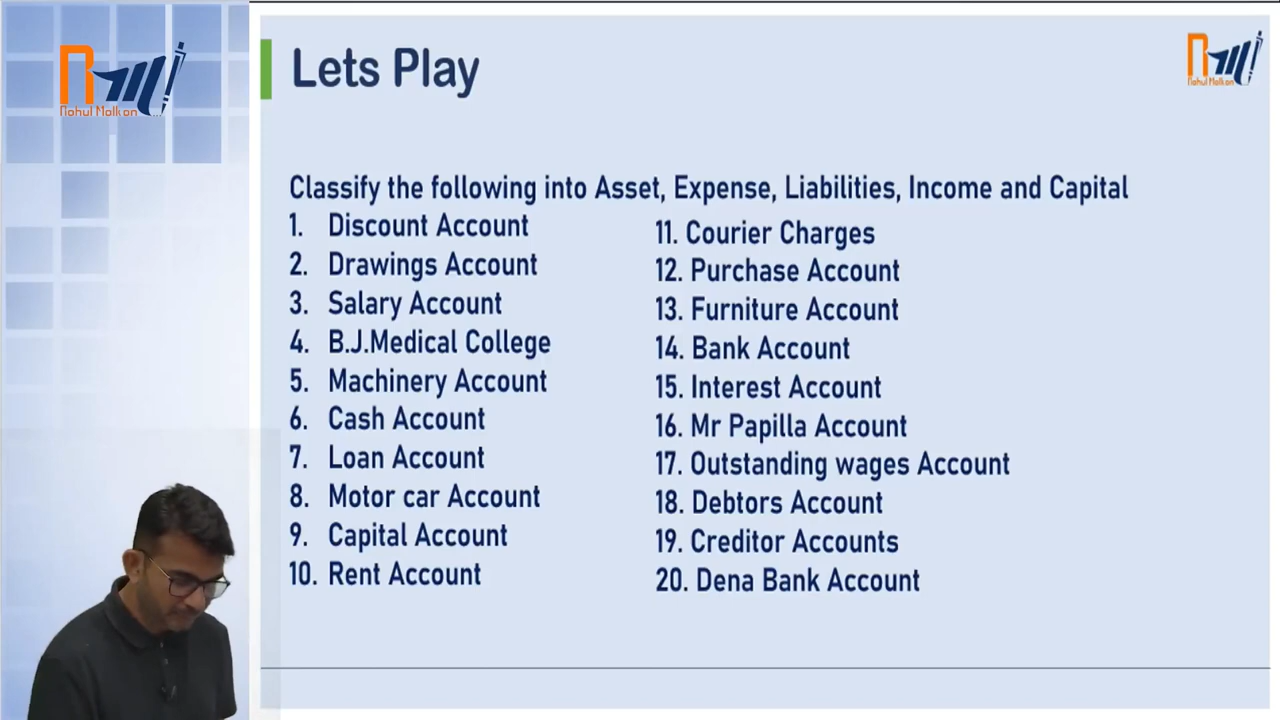 Rahul Malkan
Lets Play
Rahul Malkan
Classify the following into Asset, Expense, Liabilities, Income and Capital
1. Discount Account
2. Drawings Account
3. Salary Account
4. B.J.Medical College
5. Machinery Account
6. Cash Account
7. Loan Account
8. Motor car Account
9. Capital Account
10. Rent Account
11. Courier Charges
12. Purchase Account
13. Furniture Account
14. Bank Account
15. Interest Account
16. Mr Papilla Account
17. Outstanding wages Account
18. Debtors Account
19. Creditor Accounts
20. Dena Bank Account